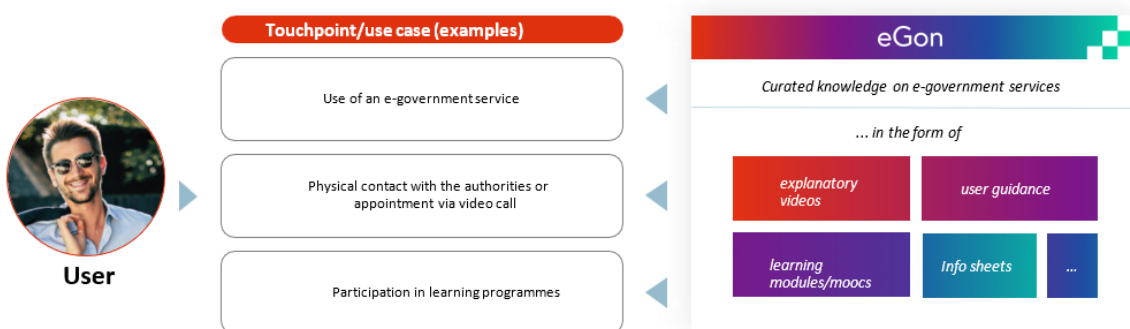 Touchpoint/use case (examples)
Use of an e-government service
Physical contact with the authorities or
appointment via video call
Participation in learning programmes
User
eGon
Curated knowledge on e-government services
... in the form of
explanatory
videos
user guidance
learning
modules/moocs
Info sheets
...